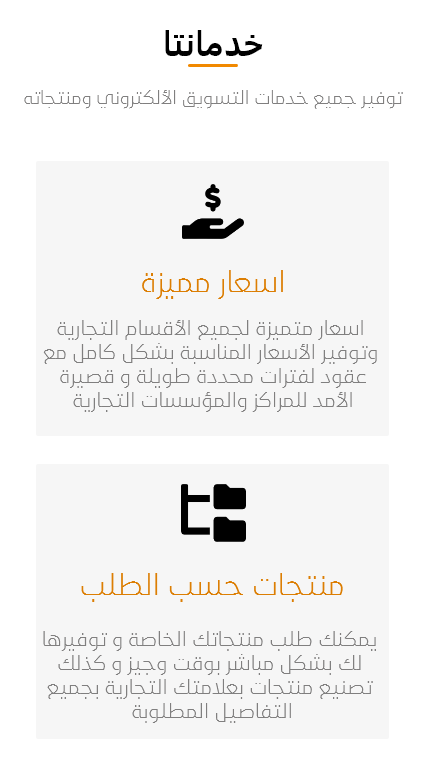 خدمانتا
توفير جميع خدمات التسويق الألكتروني ومنتجاته
اسعار مميزة
اسعار متميزة لجميع الأقسام التجارية
وتوفير الأسعار المناسبة بشكل كامل مع
عقود لفترات محددة طويلة و قصيرة
الأمد للمراكز والمؤسسات التجارية
منتجات حسب الطلب
يمكنك طلب منتجاتك الخاصة و توفيرها
لك بشكل مباشر بوقت وجيز و كذلك
تصنيع منتجات بعلامتك التجارية بجميع
التفاصيل المطلوبة